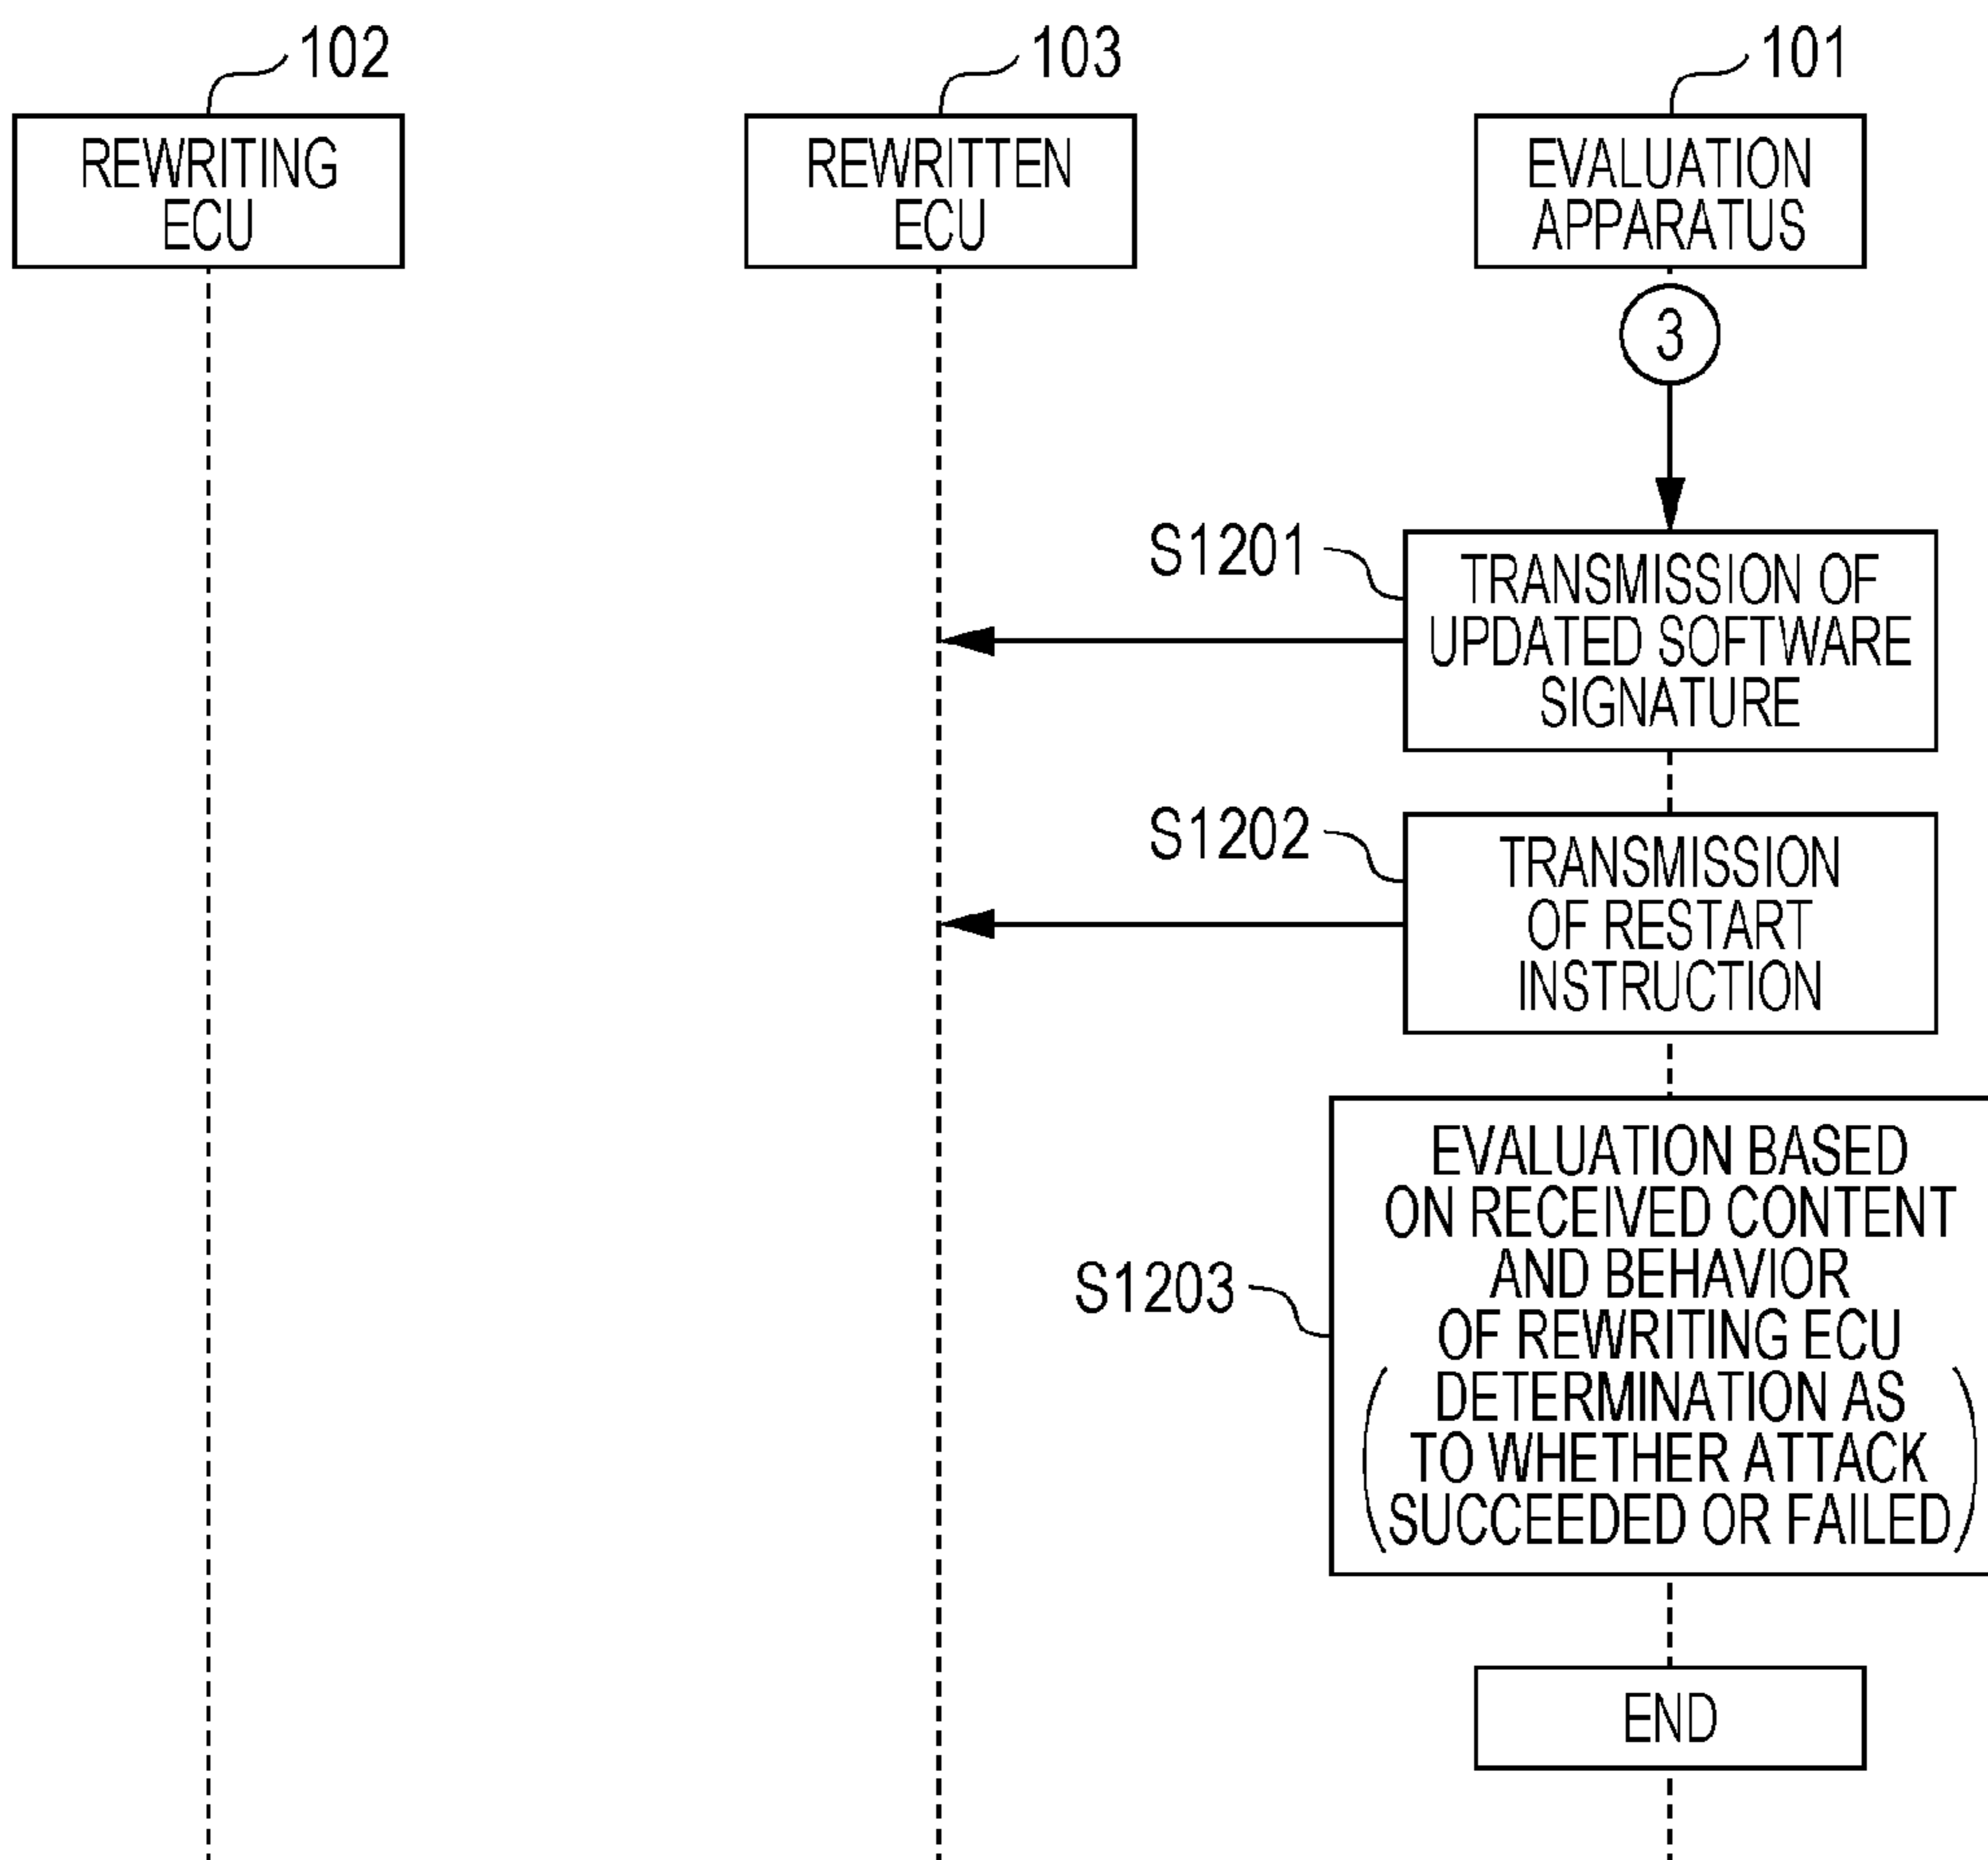 102
103
101
REWRITING
ECU
REWRITTEN
ECU
EVALUATION
APPARATUS
3
S1201
TRANSMISSION OF
UPDATED SOFTWARE
SIGNATURE
S1202
TRANSMISSION
OF RESTART
INSTRUCTION
S1203
EVALUATION BASED
ON RECEIVED CONTENT
AND BEHAVIOR
OF REWRITING ECU
(DETERMINATION AS
TO WHETHER ATTACK
SUCCEEDED OR FAILED)
END